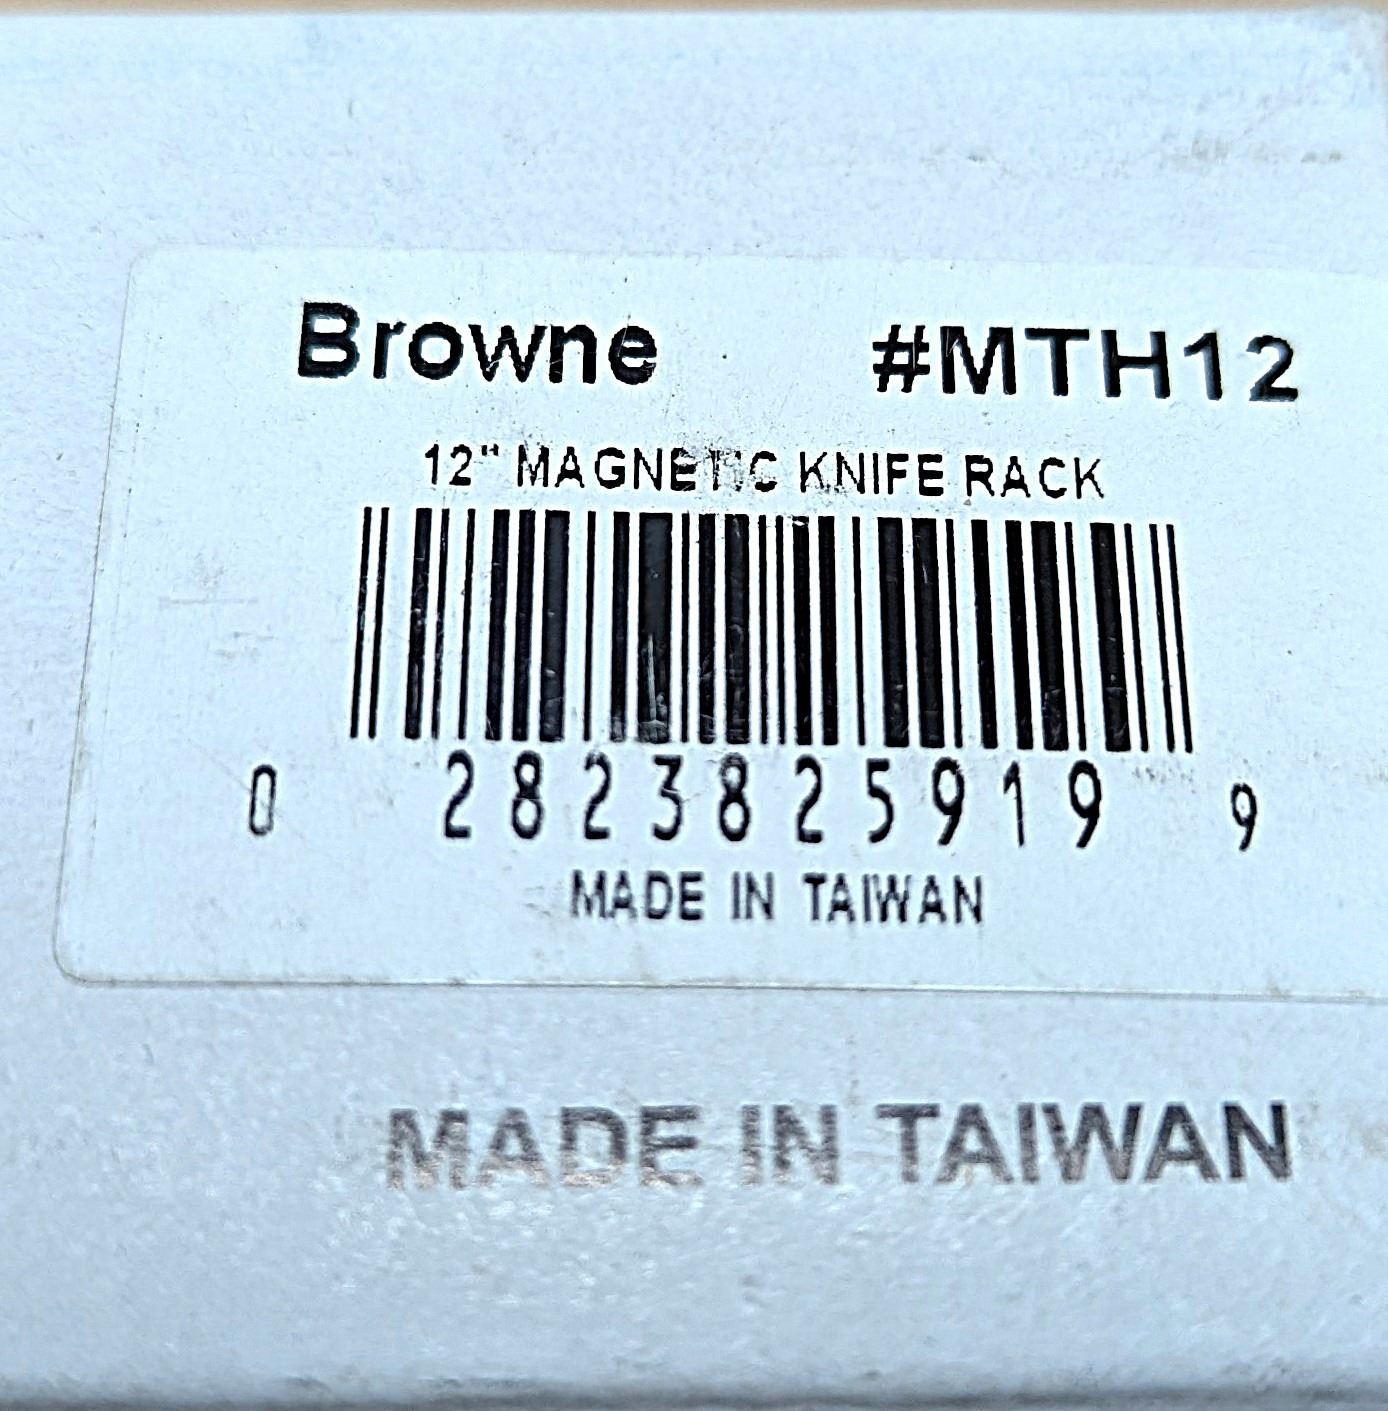 Browne #MTH12
12" MAGNETIC KNIFE RACK
0 2823825919 9
MADE IN TAIWAN
MADE IN TAIWAN